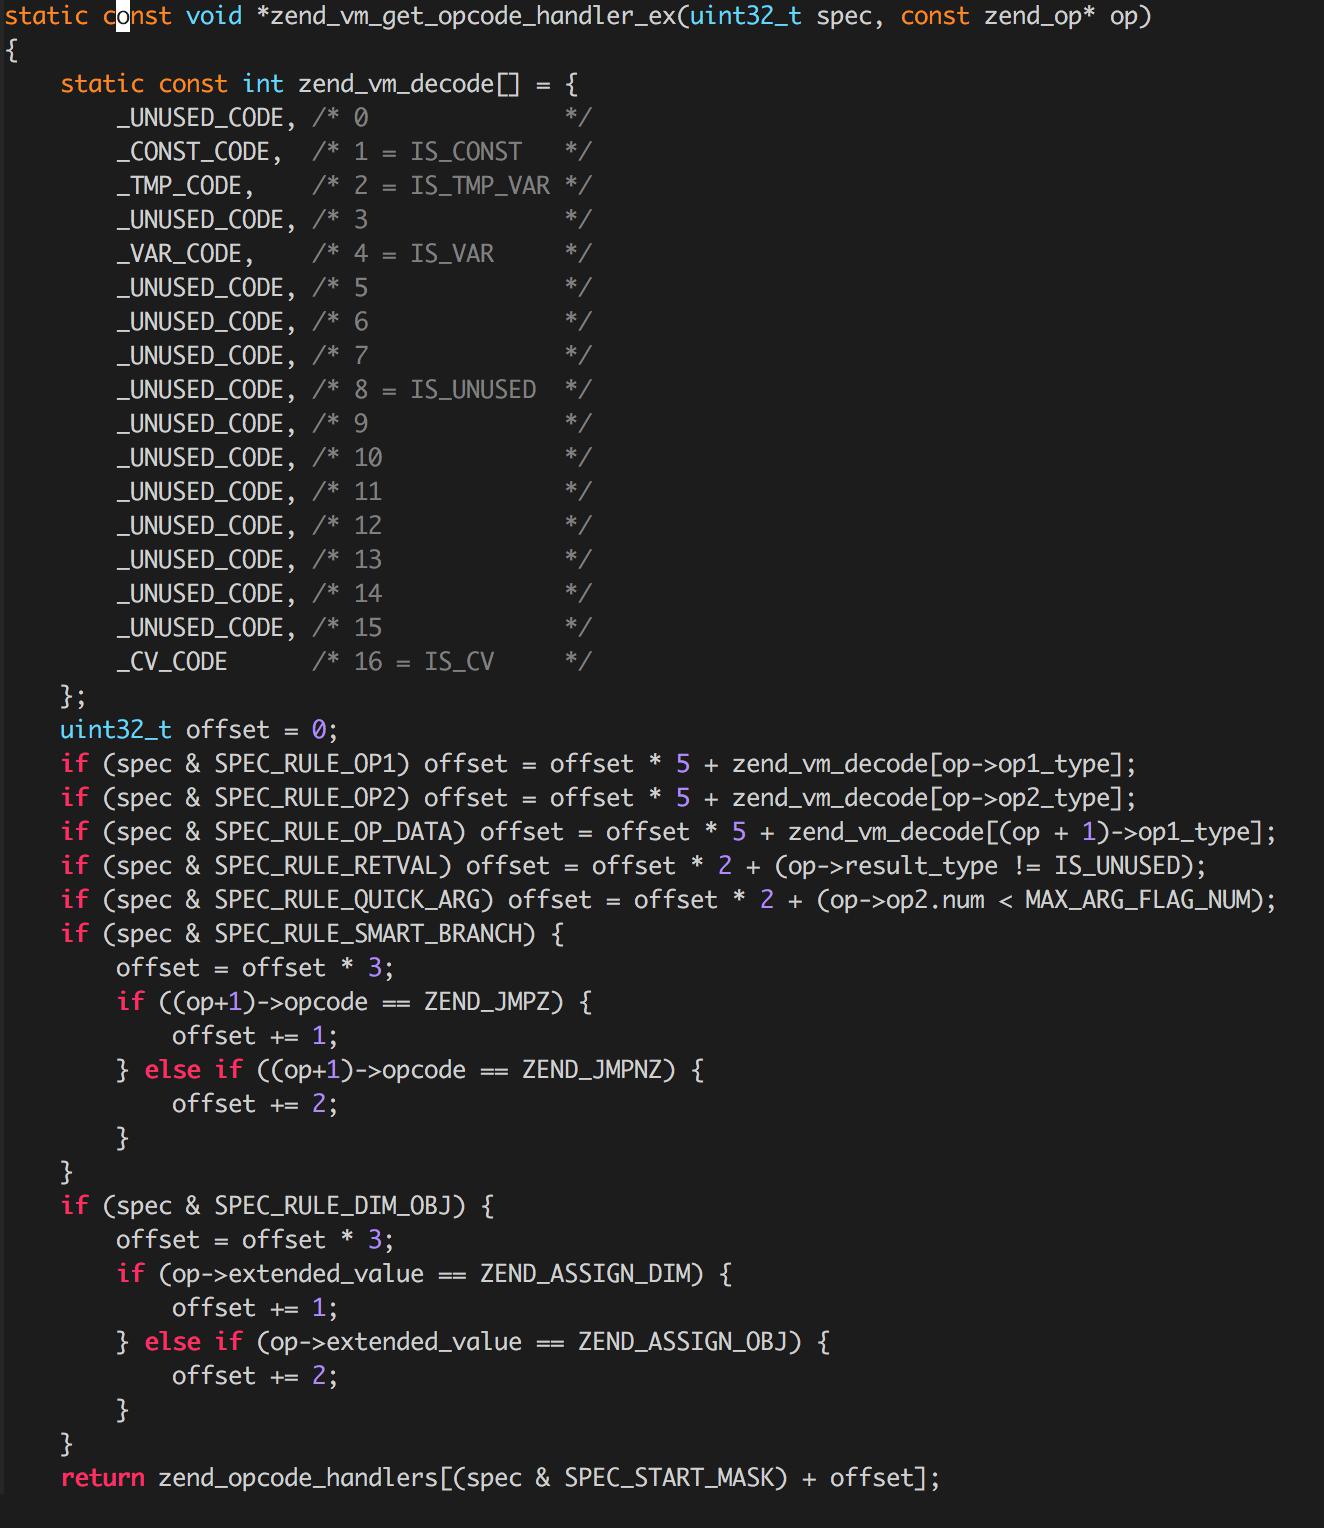 static const void *zend_vm_get_opcode_handler_ex(uint32_t spec, const zend_op* op)
{
    static const int zend_vm_decode[] = {
        _UNUSED_CODE, /* 0              */
        _CONST_CODE,  /* 1 = IS_CONST   */
        _TMP_CODE,    /* 2 = IS_TMP_VAR */
        _UNUSED_CODE, /* 3              */
        _VAR_CODE,    /* 4 = IS_VAR     */
        _UNUSED_CODE, /* 5              */
        _UNUSED_CODE, /* 6              */
        _UNUSED_CODE, /* 7              */
        _UNUSED_CODE, /* 8 = IS_UNUSED  */
        _UNUSED_CODE, /* 9              */
        _UNUSED_CODE, /* 10             */
        _UNUSED_CODE, /* 11             */
        _UNUSED_CODE, /* 12             */
        _UNUSED_CODE, /* 13             */
        _UNUSED_CODE, /* 14             */
        _UNUSED_CODE, /* 15             */
        _CV_CODE      /* 16 = IS_CV     */
    };
    uint32_t offset = 0;
    if (spec & SPEC_RULE_OP1) offset = offset * 5 + zend_vm_decode[op->op1_type];
    if (spec & SPEC_RULE_OP2) offset = offset * 5 + zend_vm_decode[op->op2_type];
    if (spec & SPEC_RULE_OP_DATA) offset = offset * 5 + zend_vm_decode[(op + 1)->op1_type];
    if (spec & SPEC_RULE_RETVAL) offset = offset * 2 + (op->result_type != IS_UNUSED);
    if (spec & SPEC_RULE_QUICK_ARG) offset = offset * 2 + (op->op2.num < MAX_ARG_FLAG_NUM);
    if (spec & SPEC_RULE_SMART_BRANCH) {
        offset = offset * 3;
        if ((op+1)->opcode == ZEND_JMPZ) {
            offset += 1;
        } else if ((op+1)->opcode == ZEND_JMPNZ) {
            offset += 2;
        }
    }
    if (spec & SPEC_RULE_DIM_OBJ) {
        offset = offset * 3;
        if (op->extended_value == ZEND_ASSIGN_DIM) {
            offset += 1;
        } else if (op->extended_value == ZEND_ASSIGN_OBJ) {
            offset += 2;
        }
    }
    return zend_opcode_handlers[(spec & SPEC_START_MASK) + offset];